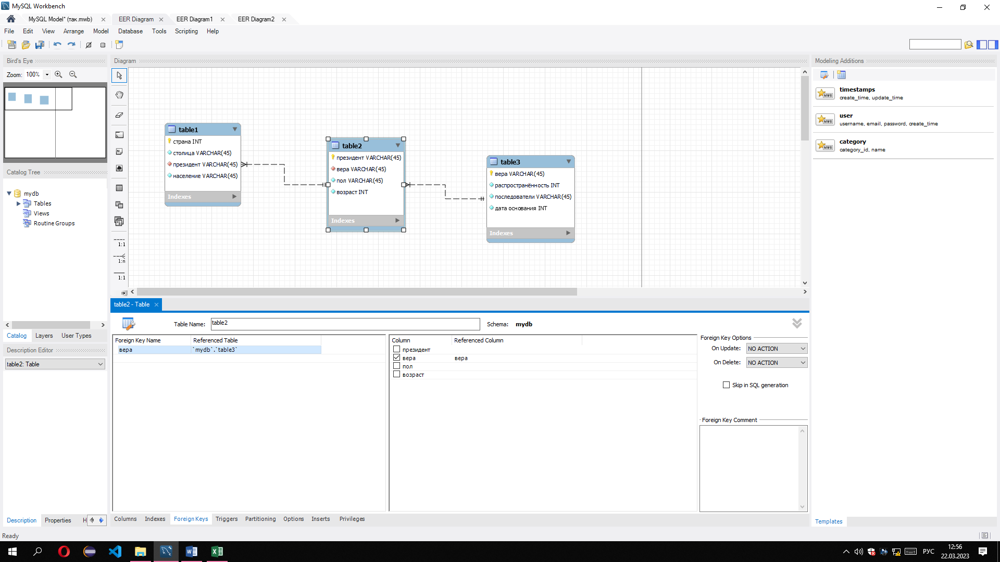 MySQL Workbench
MySQL Model* (так.mwb)
EER Diagram
EER Diagram1
EER Diagram2
File Edit View Arrange Model Database Tools Scripting Help
Bird's Eye
Zoom: 100%
Catalog Tree
mydb
Tables
Views
Routine Groups
Catalog Layers User Types
Description Editor
table2: Table
Description Properties H
Diagram
1:1
1:n
1:1
table1
страна INT
столица VARCHAR(45)
президент VARCHAR(45)
население VARCHAR(45)
Indexes
table2
президент VARCHAR(45)
вера VARCHAR(45)
пол VARCHAR(45)
возраст INT
Indexes
table3
вера VARCHAR(45)
распространённость INT
последователи VARCHAR(45)
дата основания INT
Indexes
table2 - Table
Table Name: table2
Schema: mydb
Foreign Key Name Referenced Table
вера `mydb`.`table3`
Column Referenced Column
президент
вера вера
пол
возраст
Foreign Key Options
On Update: NO ACTION
On Delete: NO ACTION
Skip in SQL generation
Foreign Key Comment
Columns Indexes Foreign Keys Triggers Partitioning Options Inserts Privileges
Modeling Additions
timestamps
create_time, update_time
user
username, email, password, create_time
category
category_id, name
Templates
Ready
РУС
12:56
22.03.2023